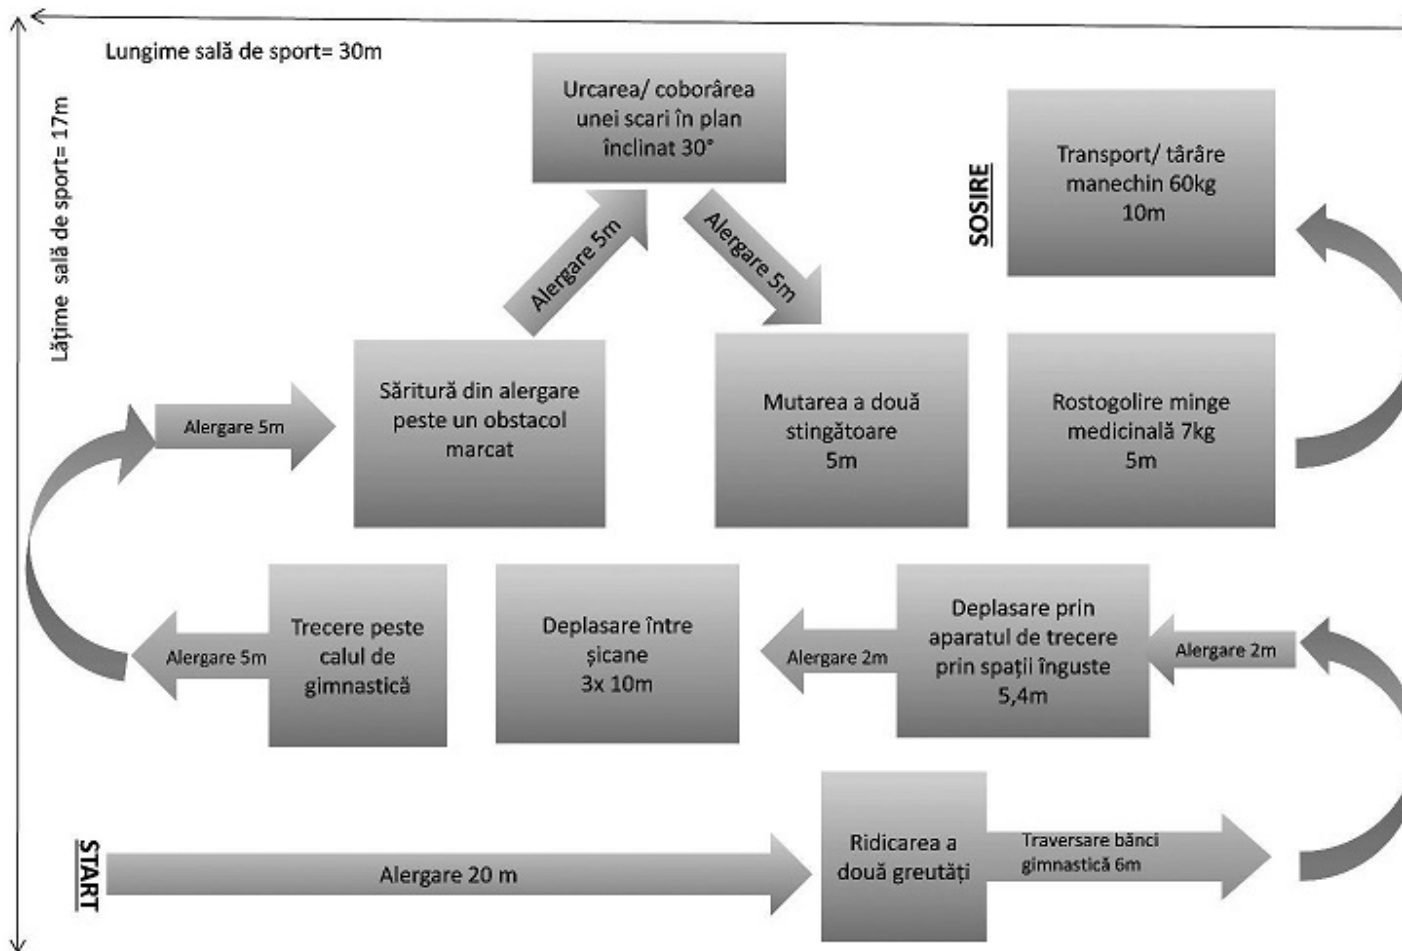 Lungime sală de sport= 30m
Lățime sală de sport= 17m
Urcarea/ coborârea
unei scari în plan
înclinat 30°
Transport/ târâre
manechin 60kg
10m
SOSIRE
Alergare 5m
Alergare 5m
Alergare 5m
Săritură din alergare
peste un obstacol
marcat
Mutarea a două
stingătoare
5m
Rostogolire minge
medicinală 7kg
5m
Alergare 5m
Trecere peste
calul de
gimnastică
Deplasare între
șicane
3x 10m
Alergare 2m
Deplasare prin
aparatul de trecere
prin spații înguste
5,4m
Alergare 2m
START
Alergare 20 m
Ridicarea a
două greutăți
Traversare bănci
gimnastică 6m